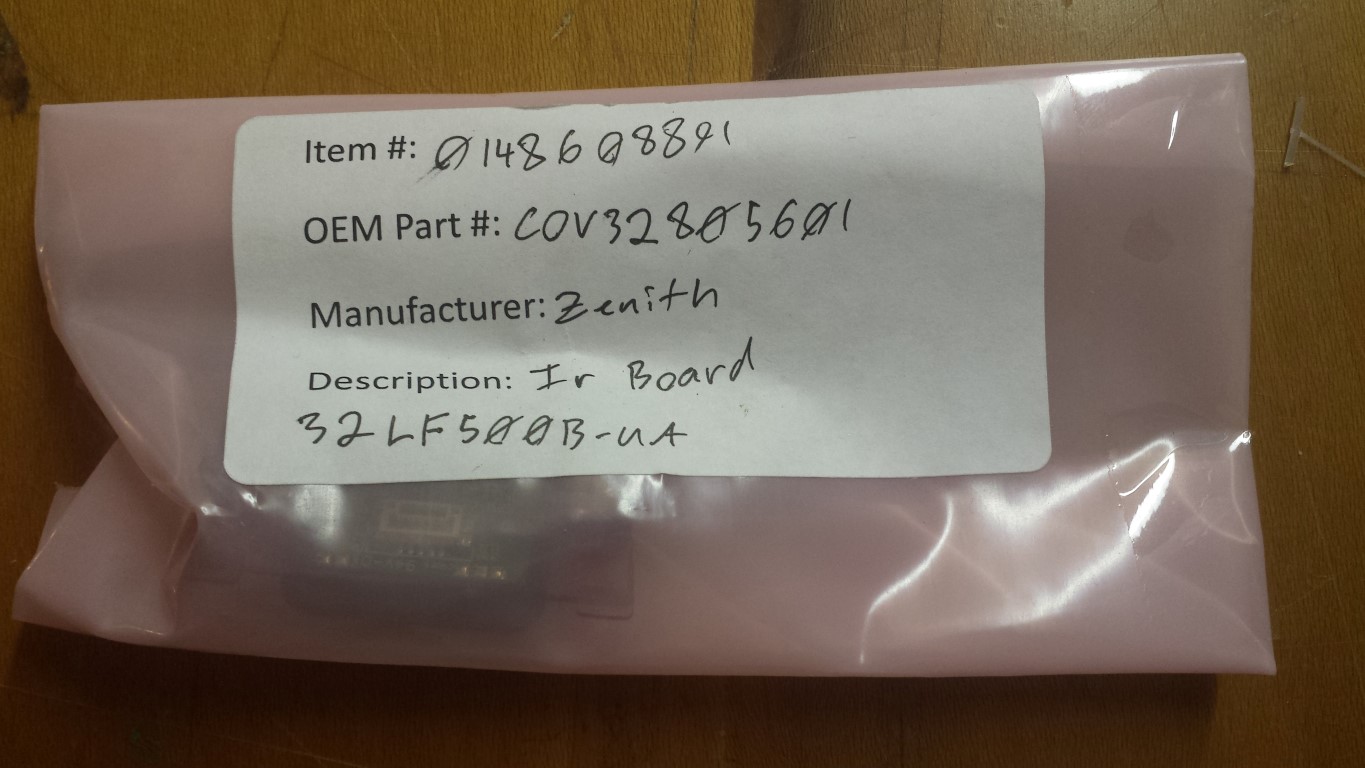 Item #: 0148608891
OEM Part #: COV32805601
Manufacturer: Zenith
Description: Ir Board
32LF500B-UA